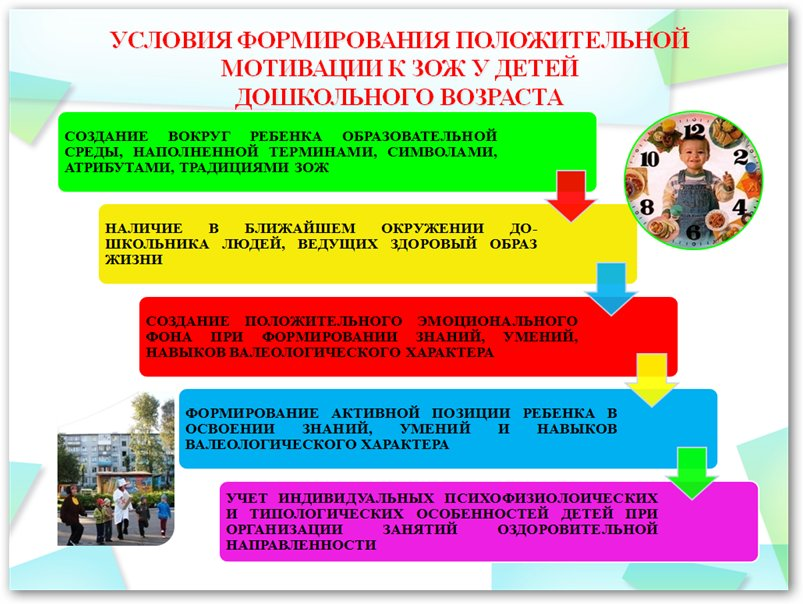 УСЛОВИЯ ФОРМИРОВАНИЯ ПОЛОЖИТЕЛЬНОЙ
МОТИВАЦИИ К ЗОЖ У ДЕТЕЙ
ДОШКОЛЬНОГО ВОЗРАСТА
СОЗДАНИЕ ВОКРУГ РЕБЕНКА ОБРАЗОВАТЕЛЬНОЙ
СРЕДЫ, НАПОЛНЕННОЙ ТЕРМИНАМИ, СИМВОЛАМИ,
АТРИБУТАМИ, ТРАДИЦИЯМИ ЗОЖ
12
10
2
8
4
6
НАЛИЧИЕ В БЛИЖАЙШЕМ ОКРУЖЕНИИ ДО-
ШКОЛЬНИКА ЛЮДЕЙ, ВЕДУЩИХ ЗДОРОВЫЙ ОБРАЗ
ЖИЗНИ
СОЗДАНИЕ ПОЛОЖИТЕЛЬНОГО ЭМОЦИОНАЛЬНОГО
ФОНА ПРИ ФОРМИРОВАНИИ ЗНАНИЙ, УМЕНИЙ,
НАВЫКОВ ВАЛЕОЛОГИЧЕСКОГО ХАРАКТЕРА
ФОРМИРОВАНИЕ АКТИВНОЙ ПОЗИЦИИ РЕБЕНКА В
ОСВОЕНИИ ЗНАНИЙ, УМЕНИЙ И НАВЫКОВ
ВАЛЕОЛОГИЧЕСКОГО ХАРАКТЕРА
УЧЕТ ИНДИВИДУАЛЬНЫХ ПСИХОФИЗИОЛОИЧЕСКИХ
И ТИПОЛОГИЧЕСКИХ ОСОБЕННОСТЕЙ ДЕТЕЙ ПРИ
ОРГАНИЗАЦИИ ЗАНЯТИЙ ОЗДОРОВИТЕЛЬНОЙ
НАПРАВЛЕННОСТИ